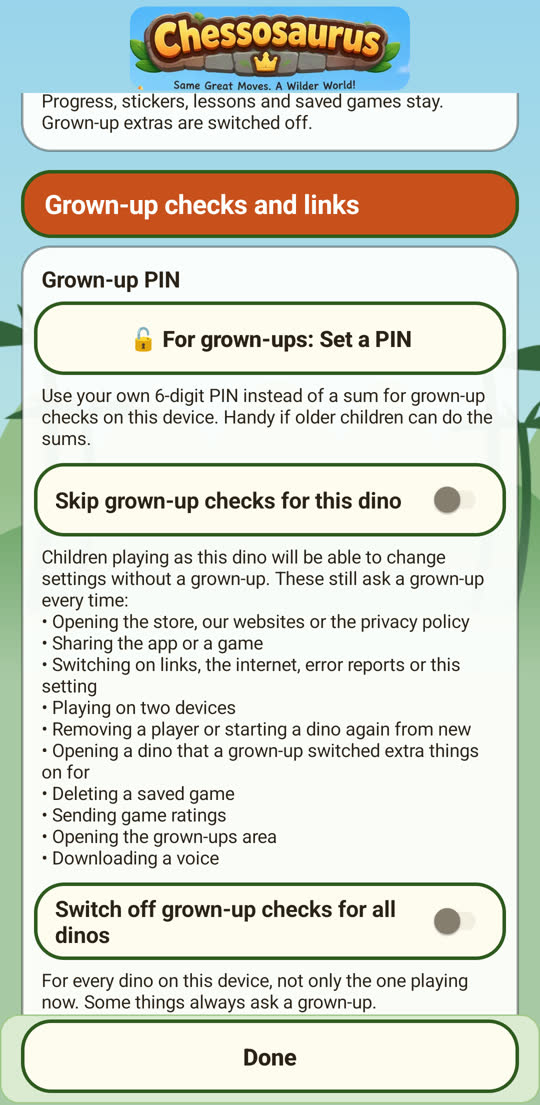 Chessosaurus
Same Great Moves. A Wilder World!
Progress, stickers, lessons and saved games stay.
Grown-up extras are switched off.
Grown-up checks and links
Grown-up PIN
🔓 For grown-ups: Set a PIN
Use your own 6-digit PIN instead of a sum for grown-up
checks on this device. Handy if older children can do the
sums.
Skip grown-up checks for this dino
Children playing as this dino will be able to change
settings without a grown-up. These still ask a grown-up
every time:
• Opening the store, our websites or the privacy policy
• Sharing the app or a game
• Switching on links, the internet, error reports or this
setting
• Playing on two devices
• Removing a player or starting a dino again from new
• Opening a dino that a grown-up switched extra things
on for
• Deleting a saved game
• Sending game ratings
• Opening the grown-ups area
• Downloading a voice
Switch off grown-up checks for all
dinos
For every dino on this device, not only the one playing
now. Some things always ask a grown-up.
Done